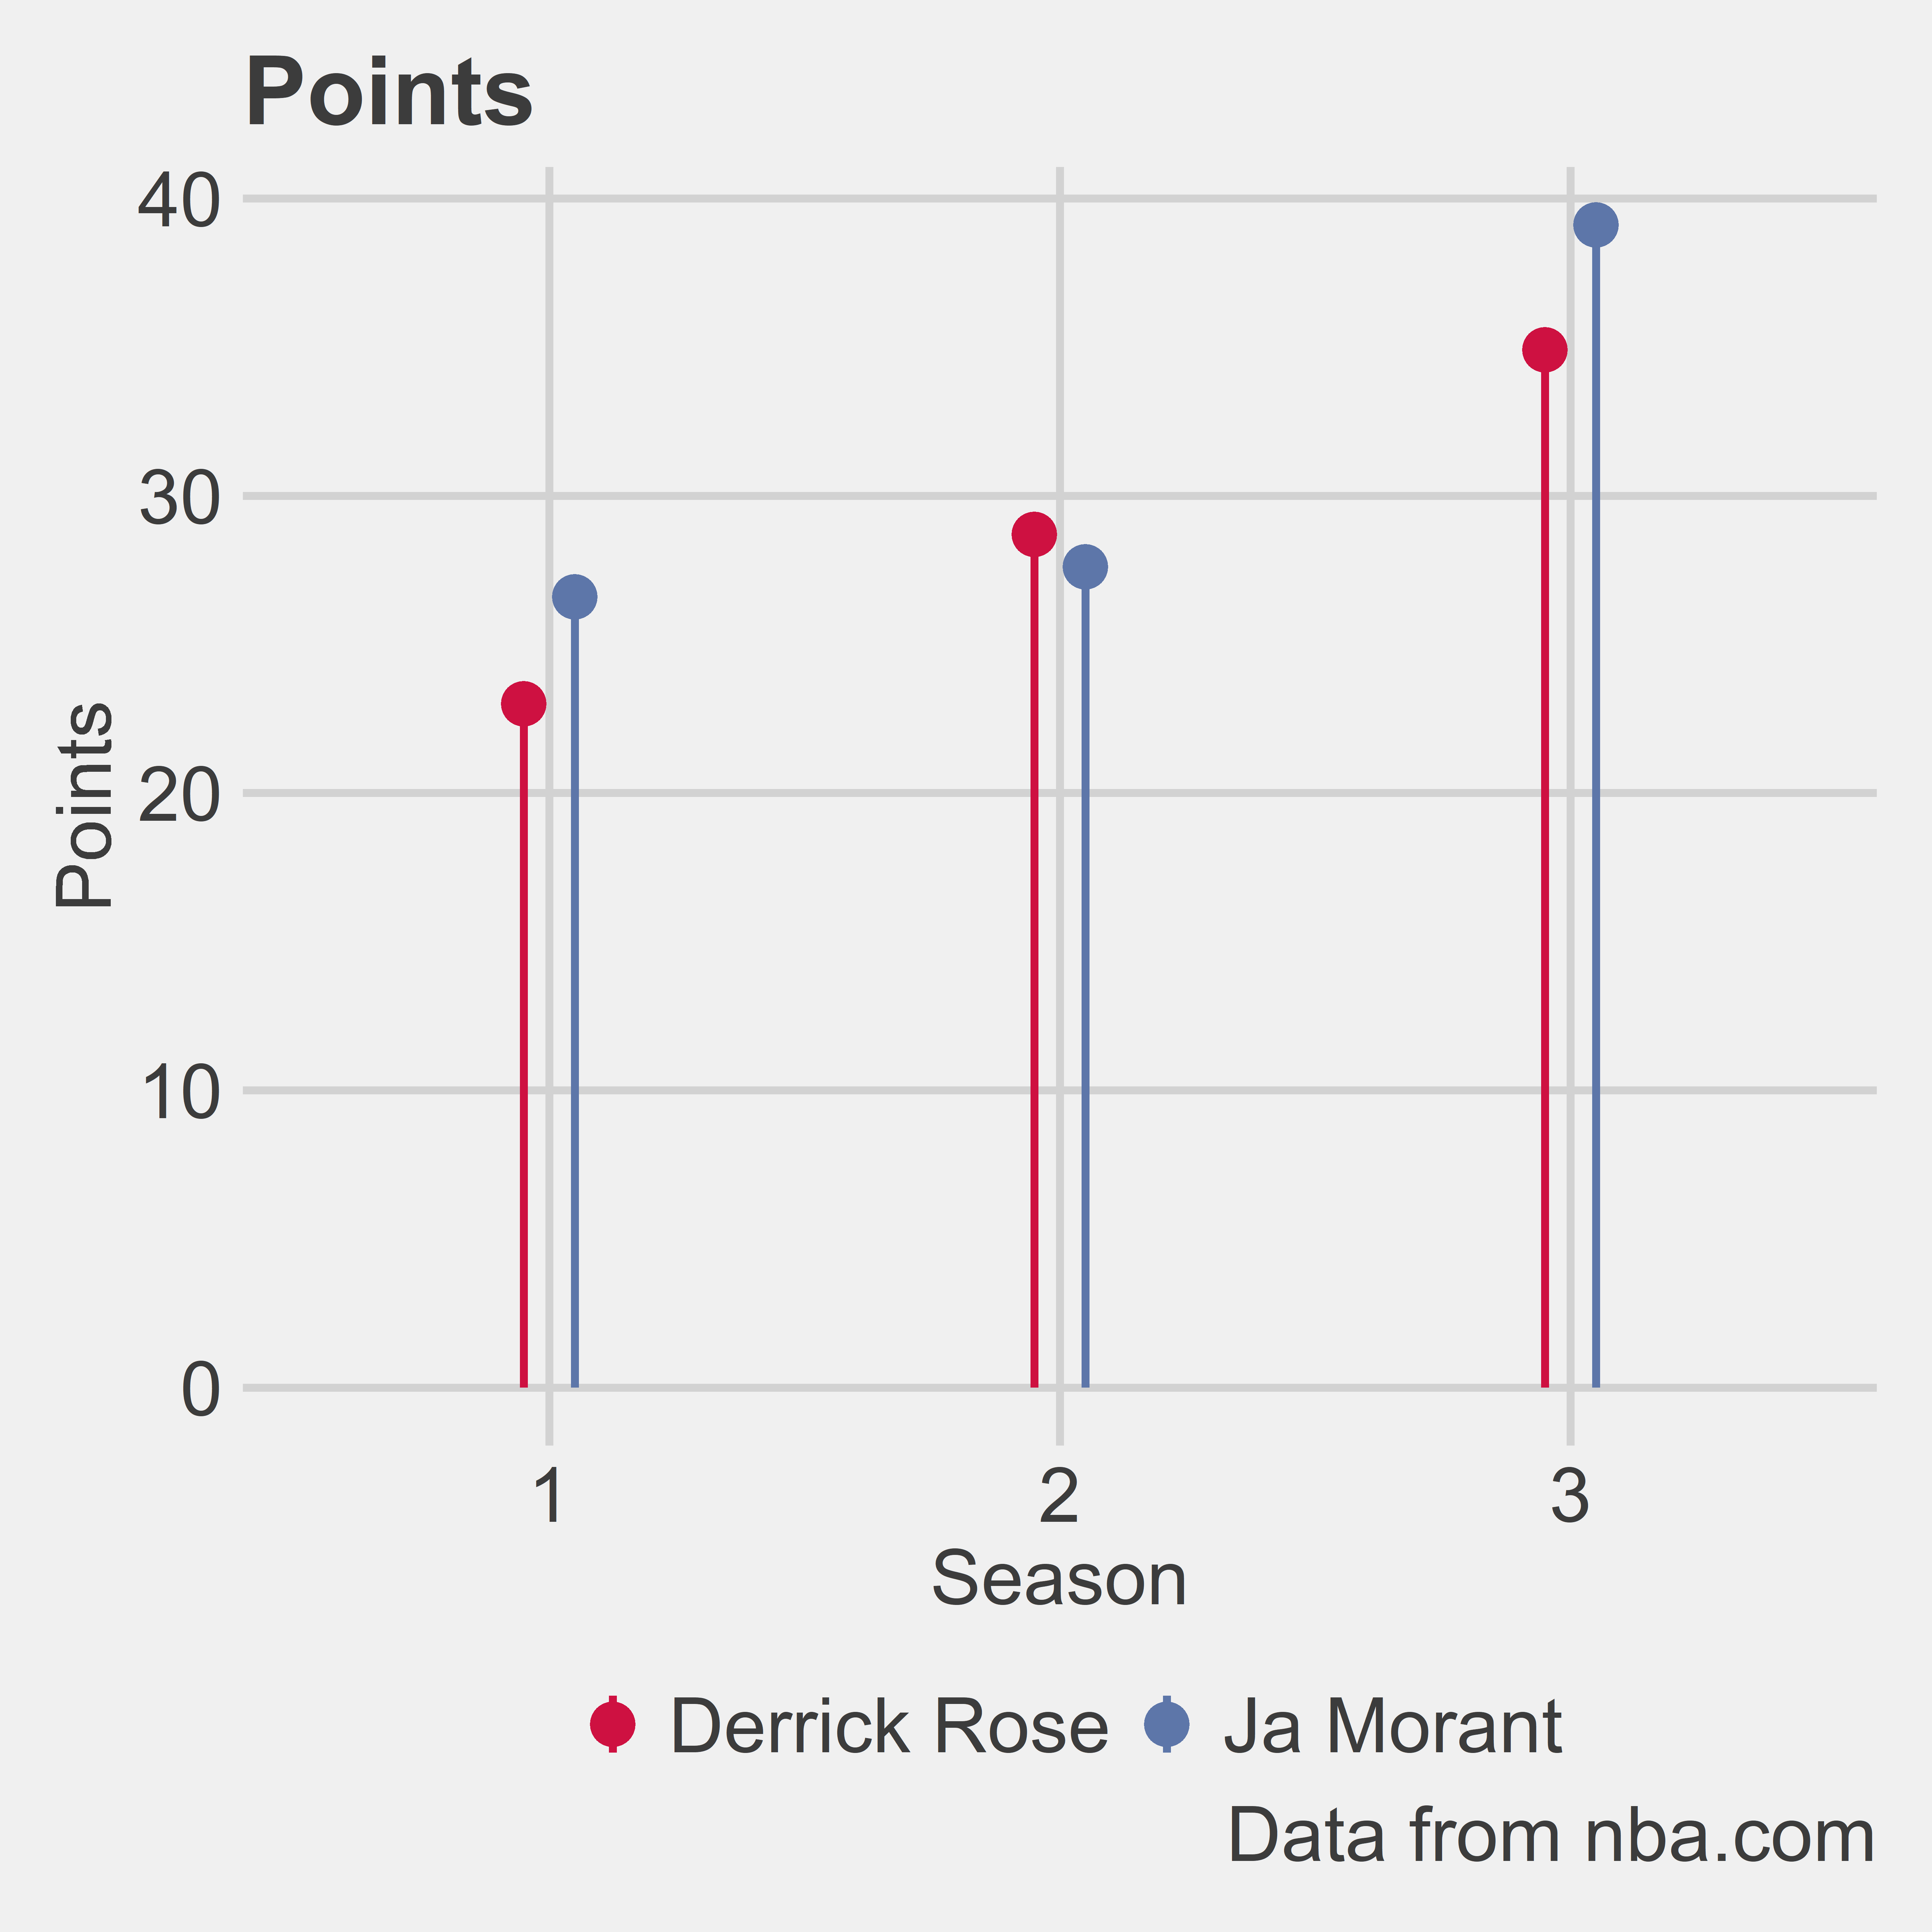 Points
40
30
20
10
0
Points
1 2 3
Season
Derrick Rose Ja Morant
Data from nba.com